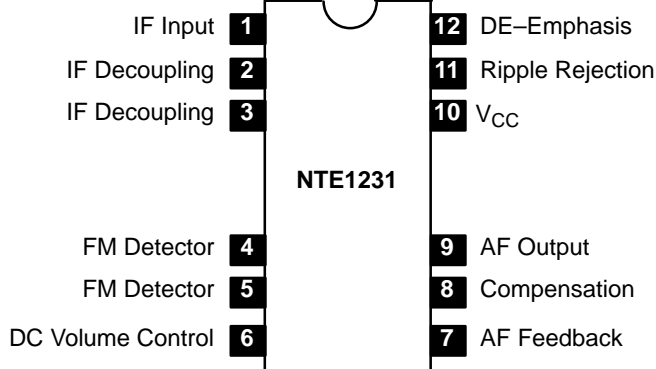 IF Input 1 12 DE–Emphasis
IF Decoupling 2 11 Ripple Rejection
IF Decoupling 3 10 VCC
NTE1231
FM Detector 4 9 AF Output
FM Detector 5 8 Compensation
DC Volume Control 6 7 AF Feedback